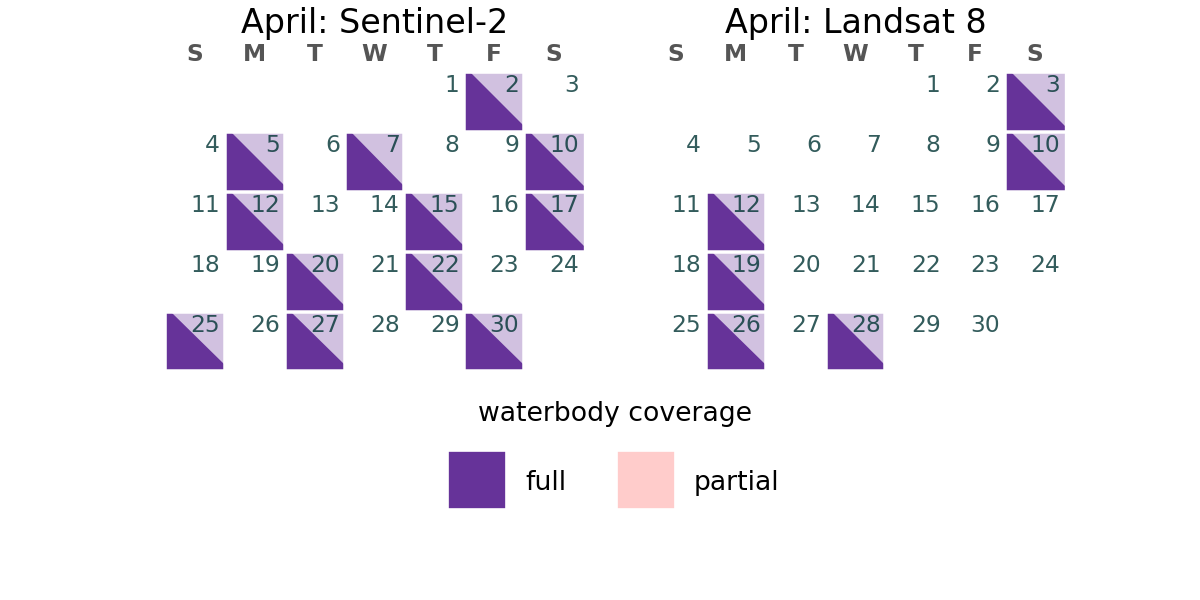 April: Sentinel-2
S M T W T F S
1 2 3
4 5 6 7 8 9 10
11 12 13 14 15 16 17
18 19 20 21 22 23 24
25 26 27 28 29 30
April: Landsat 8
S M T W T F S
1 2 3
4 5 6 7 8 9 10
11 12 13 14 15 16 17
18 19 20 21 22 23 24
25 26 27 28 29 30
waterbody coverage
full
partial